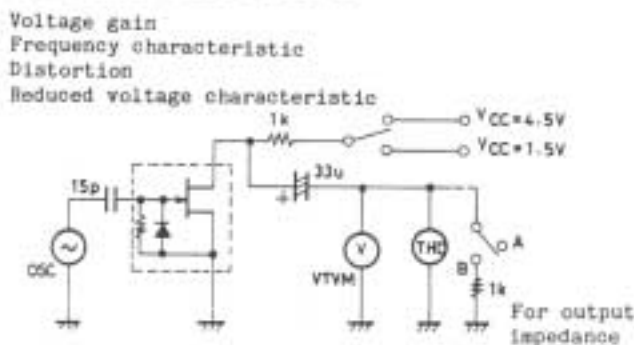 Voltage gain
Frequency characteristic
Distortion
Reduced voltage characteristic
1k
VCC=4.5V
VCC=1.5V
33u
+
15p
OSC
V
VTVM
THD
A
B
1k
For output
impedance